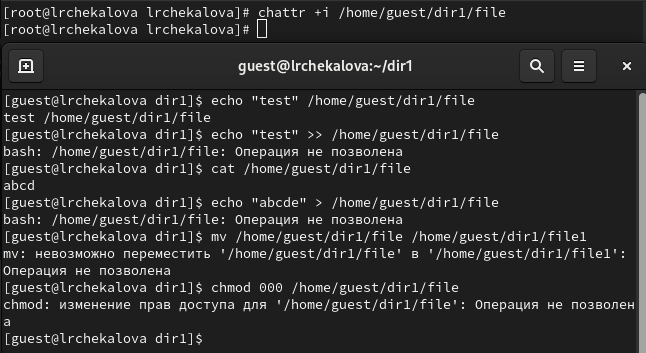 [root@lrchekalova lrchekalova]# chattr +i /home/guest/dir1/file
[root@lrchekalova lrchekalova]#
guest@lrchekalova:~/dir1
[guest@lrchekalova dir1]$ echo "test" /home/guest/dir1/file
test /home/guest/dir1/file
[guest@lrchekalova dir1]$ echo "test" >> /home/guest/dir1/file
bash: /home/guest/dir1/file: Операция не позволена
[guest@lrchekalova dir1]$ cat /home/guest/dir1/file
abcd
[guest@lrchekalova dir1]$ echo "abcde" > /home/guest/dir1/file
bash: /home/guest/dir1/file: Операция не позволена
[guest@lrchekalova dir1]$ mv /home/guest/dir1/file /home/guest/dir1/file1
mv: невозможно переместить '/home/guest/dir1/file' в '/home/guest/dir1/file1':
Операция не позволена
[guest@lrchekalova dir1]$ chmod 000 /home/guest/dir1/file
chmod: изменение прав доступа для '/home/guest/dir1/file': Операция не позволен
а
[guest@lrchekalova dir1]$